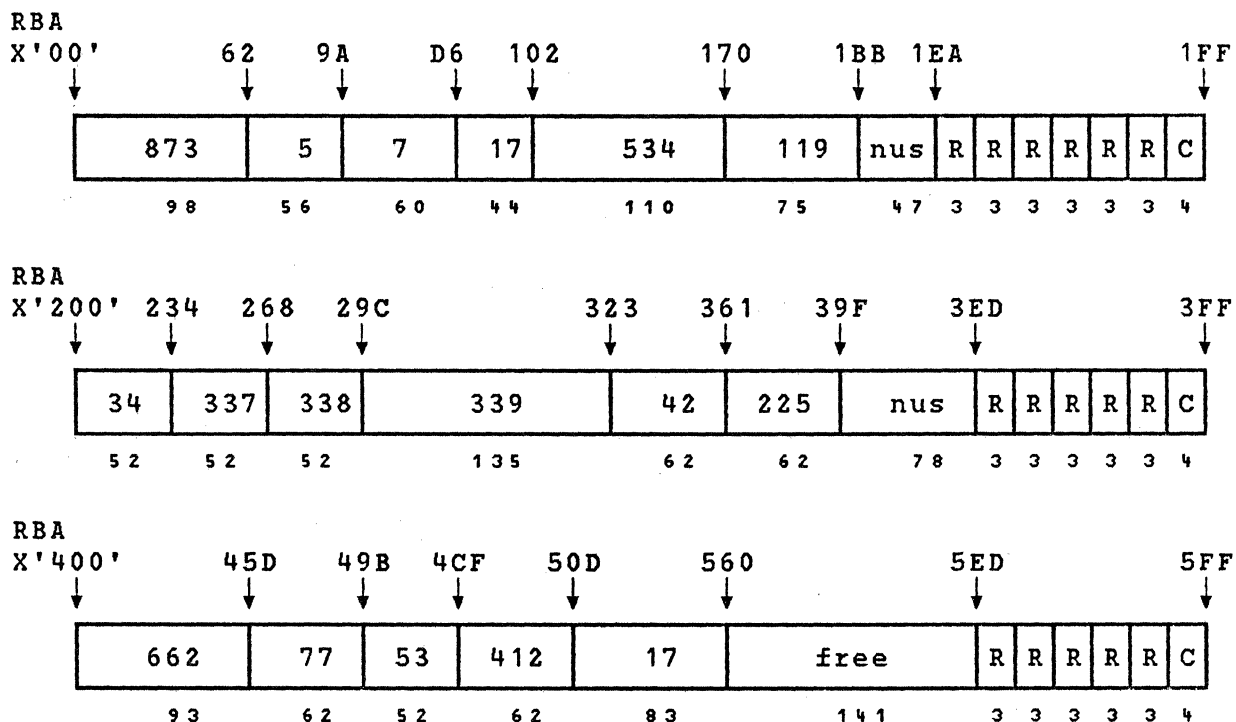 RBA
X'00' 62 9A D6 102 170 1BB 1EA 1FF
873 5 7 17 534 119 nus R R R R R R C
98 56 60 44 110 75 47 3 3 3 3 3 3 4
RBA
X'200' 234 268 29C 323 361 39F 3ED 3FF
34 337 338 339 42 225 nus R R R R R C
52 52 52 135 62 62 78 3 3 3 3 3 4
RBA
X'400' 45D 49B 4CF 50D 560 5ED 5FF
662 77 53 412 17 free R R R R R C
93 62 52 62 83 141 3 3 3 3 3 4